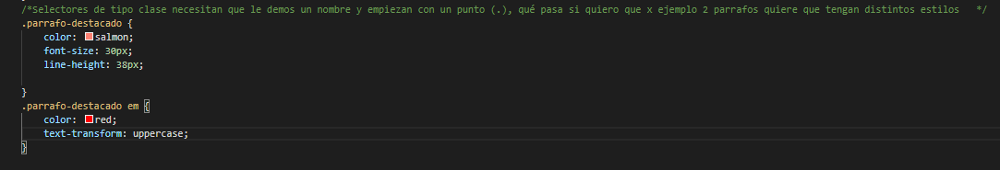 /*Selectores de tipo clase necesitan que le demos un nombre y empiezan con un punto (.), qué pasa si quiero que x ejemplo 2 parrafos quiere que tengan distintos estilos   */
.parrafo-destacado {
    color: salmon;
    font-size: 30px;
    line-height: 38px;

}
.parrafo-destacado em {
    color: red;
    text-transform: uppercase;
}